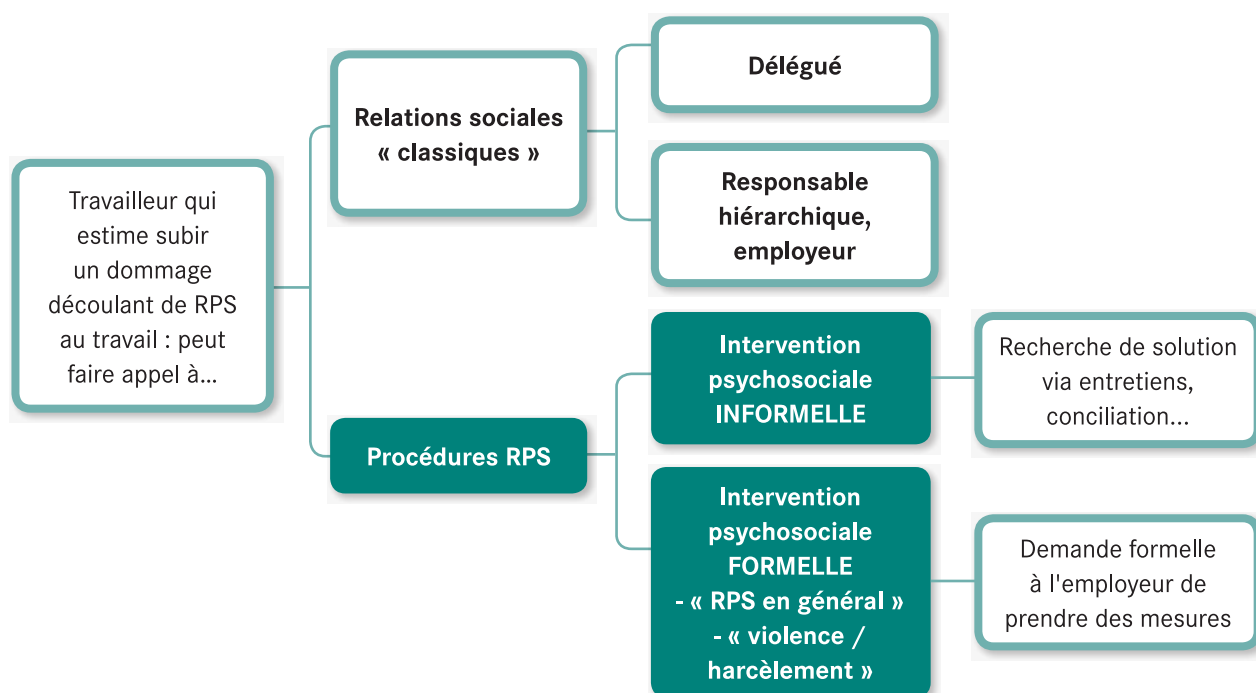 Travailleur qui
estime subir
un dommage
découlant de RPS
au travail : peut
faire appel à...
Relations sociales
« classiques »
Délégué
Responsable
hiérarchique,
employeur
Procédures RPS
Intervention
psychosociale
INFORMELLE
Recherche de solution
via entretiens,
conciliation...
Intervention
psychosociale
FORMELLE
- « RPS en général »
- « violence /
harcèlement »
Demande formelle
à l'employeur de
prendre des mesures